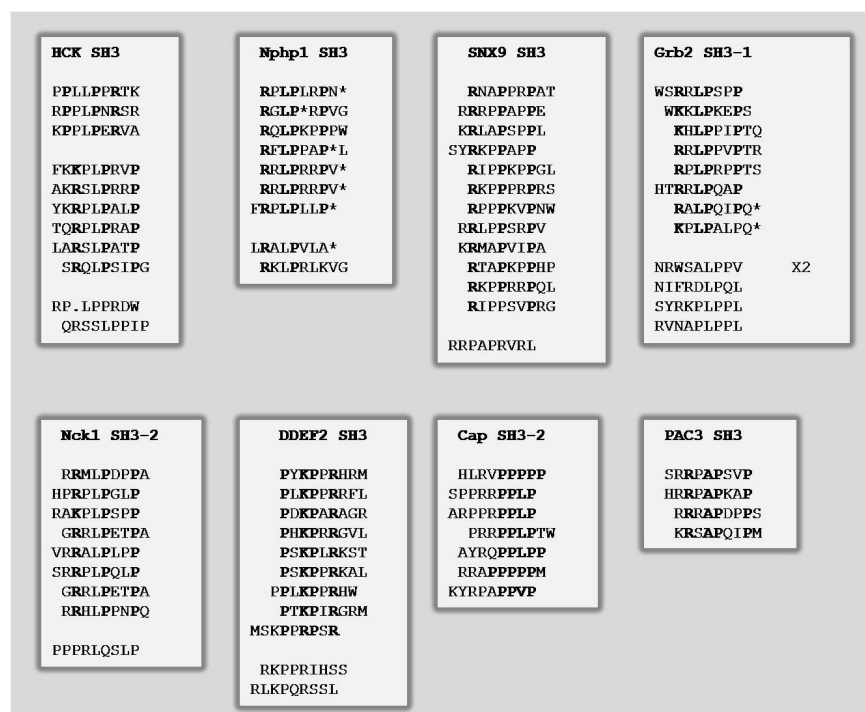 HCK SH3
PPLLPPRTK
RPPLPNRSR
KPPLPERVA
FKKPLPRVP
AKRSLPRRP
YKRPLPALP
TQRPLPRAP
LARSLPATP
SRQLPSIPG
RP.LPPRDW
QRSSLPPIP
Nphp1 SH3
RPLPLRPN*
RGLP*RPVG
RQLPKPPPW
RFLPPAP*L
RRLPRRPV*
RRLPRRPV*
FRPLPLLP*
LRALPVLA*
RKLPRLKVG
SNX9 SH3
RNAPPRPAT
RRRPPAPPE
KRLAPSPPL
SYRKPPAPP
RIPPKPPGL
RKPPRPRS
RPPPKVPNW
RRLPPSRPV
KRMAPVIPA
RTAPKPPHP
RKPPRRPQL
RIPPSVPRG
RRPAPRVRL
Grb2 SH3-1
WSRRLPSPP
WKKLPKEPS
KHLPPIPTQ
RLPPVPTR
RPLPRPPTS
HTRRLPQAP
RALPQIPQ*
KPLPALPQ*
NRWSALPPV X2
NIFRDLPQL
SYRKPLPPL
RVNAPLPPL
Nck1 SH3-2
RRMLPDPPA
HPRPLPGLP
RAKPLPSPP
GRRLPETPA
VRRALPLPP
SRRPLPQLP
GRRLPETPA
RRHLPPNPQ
PPPRLQSLP
DDEF2 SH3
PYKPPRHRM
PLKPPRRFL
PDKPARAGR
PHKPRRGVL
PSKPLRKST
PSKPPRKAL
PPLKPPRHW
PTKPIRGRM
MSKPPRPSR
RKPPRIHSS
RLKPQRSSL
Cap SH3-2
HLRVPPPPP
SPPRRPPLP
ARPPRPPLP
PRRPPLPTW
AYRQPPLPP
RRAPPPPPM
KYRPAPPVP
PAC3 SH3
SRRPAPSVP
HRRPAPKAP
RRRAPDPPS
KRSAPQIPM